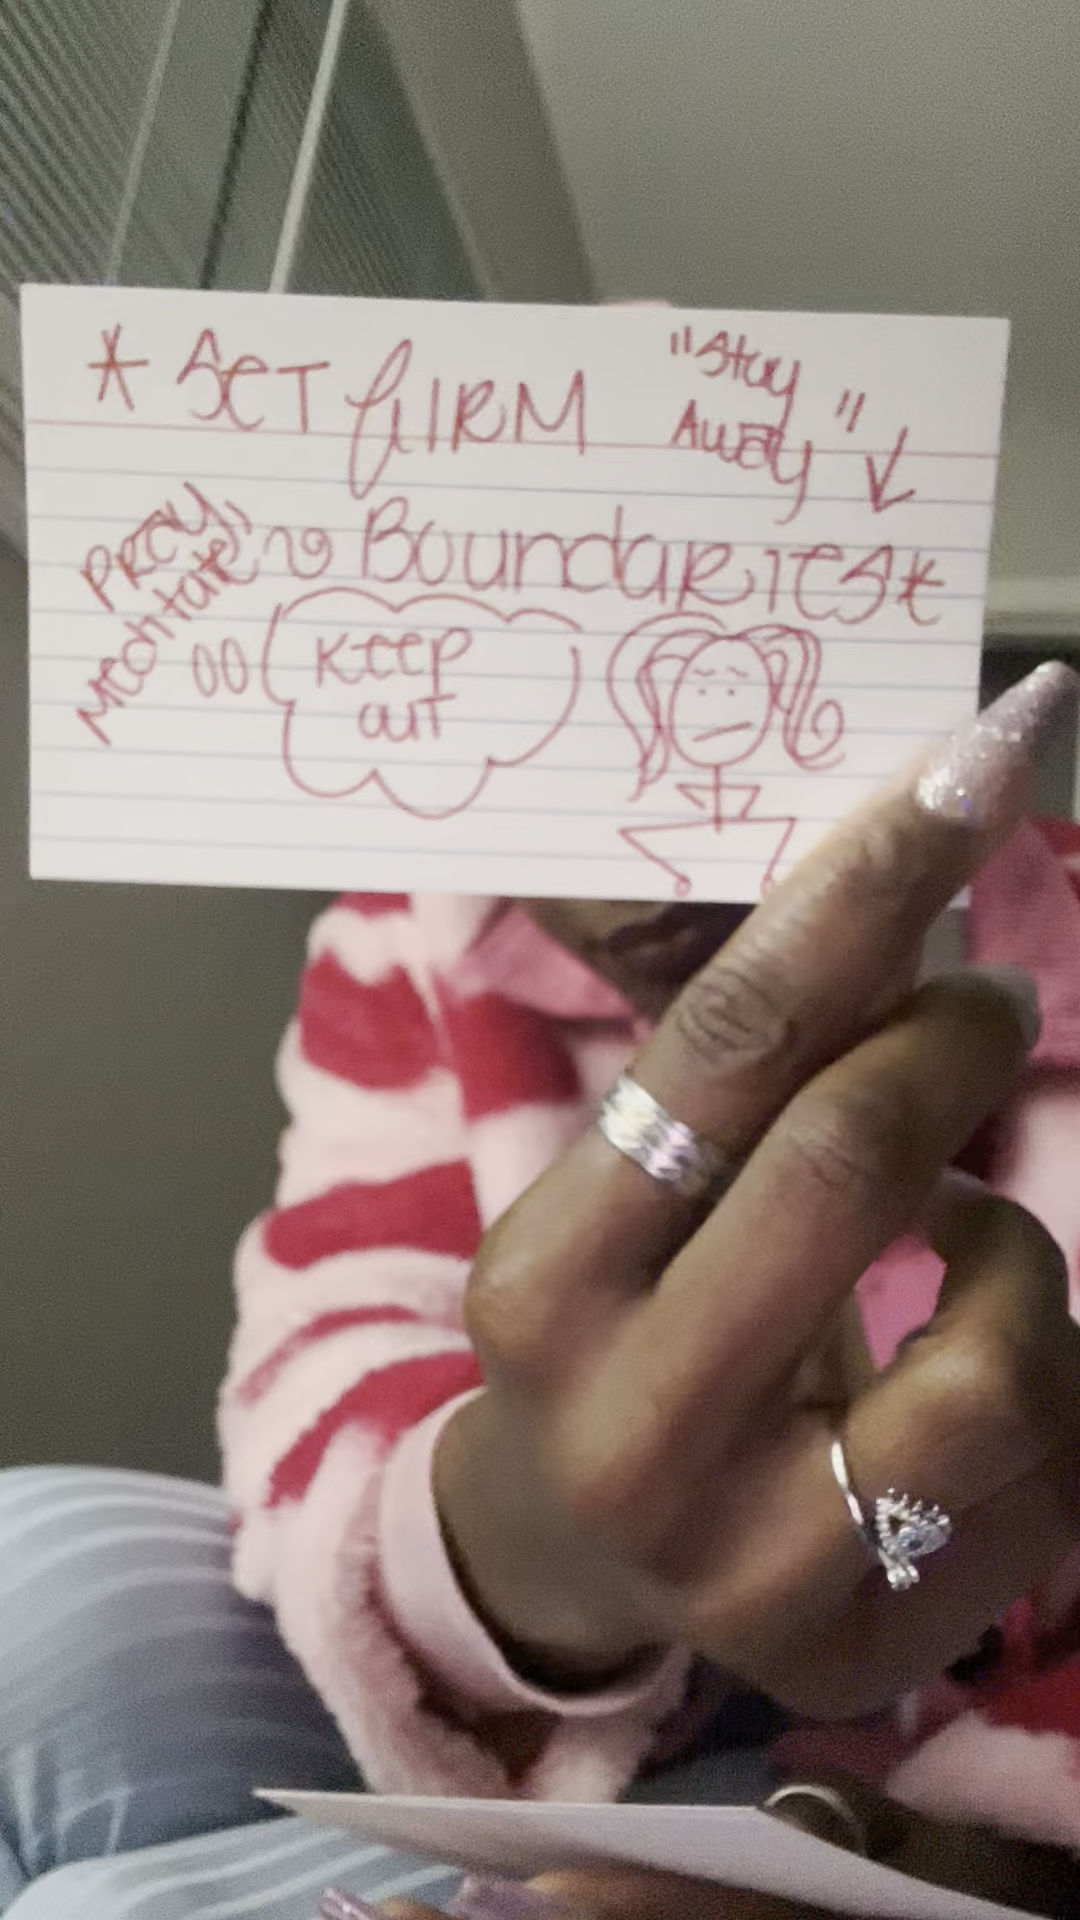 * SET fIRM
"Stay
Away"
~ BoundaRies*
PRay,
Meditate
KEEP
OUT